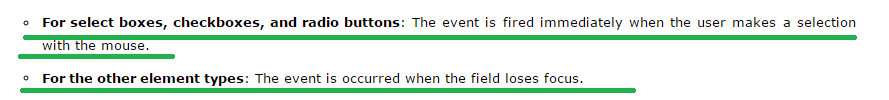 For select boxes, checkboxes, and radio buttons: The event is fired immediately when the user makes a selection
with the mouse.
For the other element types: The event is occurred when the field loses focus.